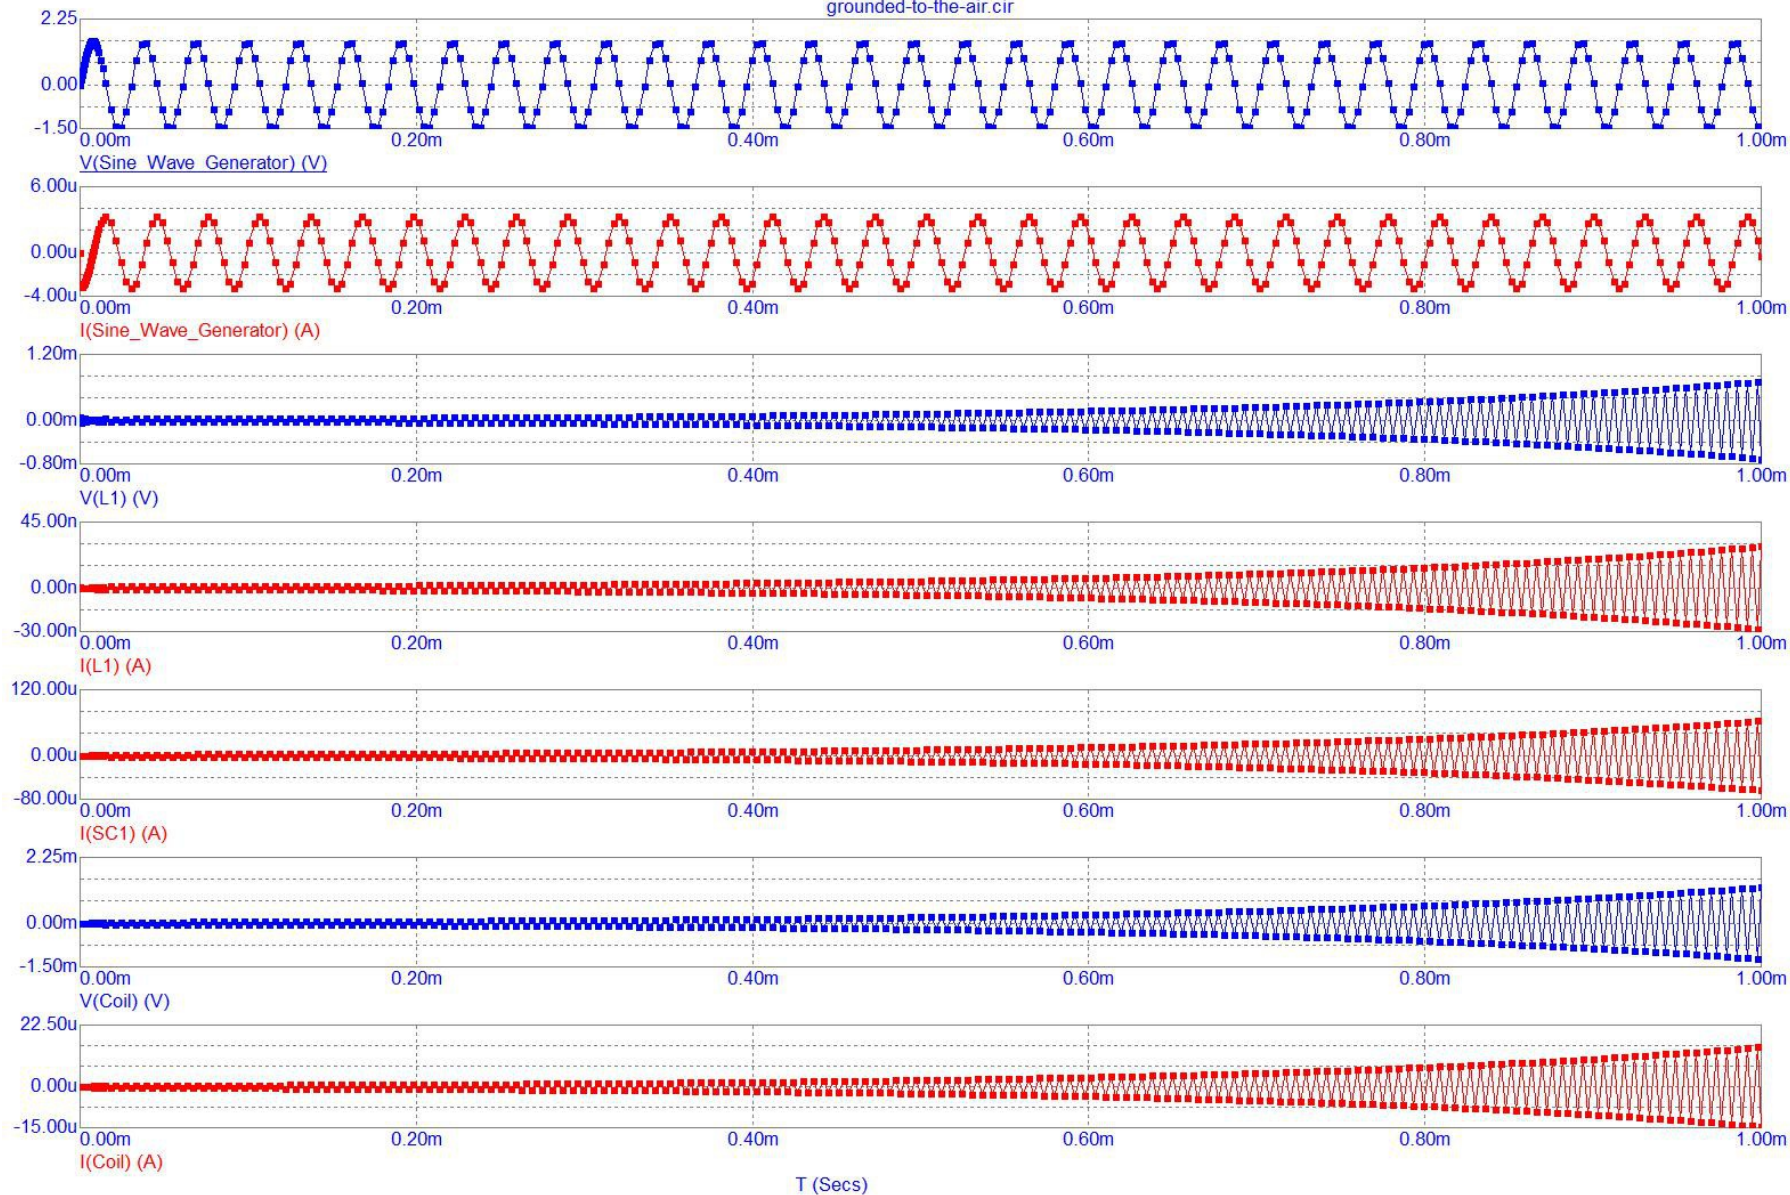 grounded-to-the-air.cir
2.25
0.00
-1.50
0.00m 0.20m 0.40m 0.60m 0.80m 1.00m
V(Sine_Wave_Generator) (V)
6.00u
0.00u
-4.00u
0.00m 0.20m 0.40m 0.60m 0.80m 1.00m
I(Sine_Wave_Generator) (A)
1.20m
0.00m
-0.80m
0.00m 0.20m 0.40m 0.60m 0.80m 1.00m
V(L1) (V)
45.00n
0.00n
-30.00n
0.00m 0.20m 0.40m 0.60m 0.80m 1.00m
I(L1) (A)
120.00u
0.00u
-80.00u
0.00m 0.20m 0.40m 0.60m 0.80m 1.00m
I(SC1) (A)
2.25m
0.00m
-1.50m
0.00m 0.20m 0.40m 0.60m 0.80m 1.00m
V(Coil) (V)
22.50u
0.00u
-15.00u
0.00m 0.20m 0.40m 0.60m 0.80m 1.00m
I(Coil) (A)
T (Secs)